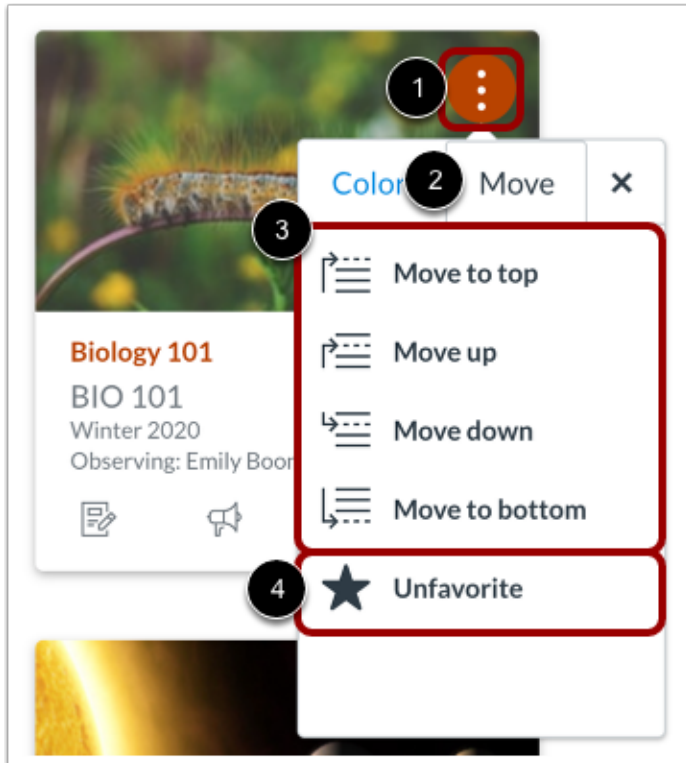 1
Color 2 Move ×
3
Move to top
Move up
Move down
Move to bottom
4 Unfavorite
Biology 101
BIO 101
Winter 2020
Observing: Emily Boor